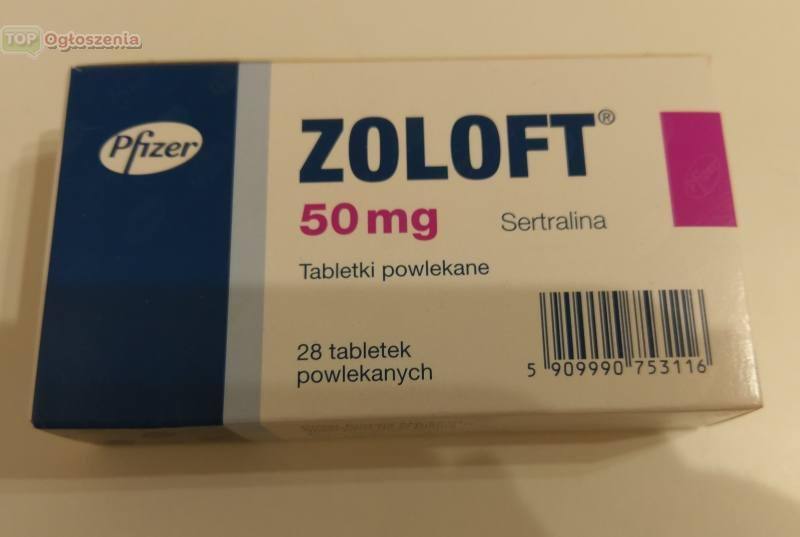 TOP Ogłoszenia
Pfizer
ZOLOFT®
50 mg
Sertralina
Tabletki powlekane
28 tabletek
powlekanych
5 909990 753116